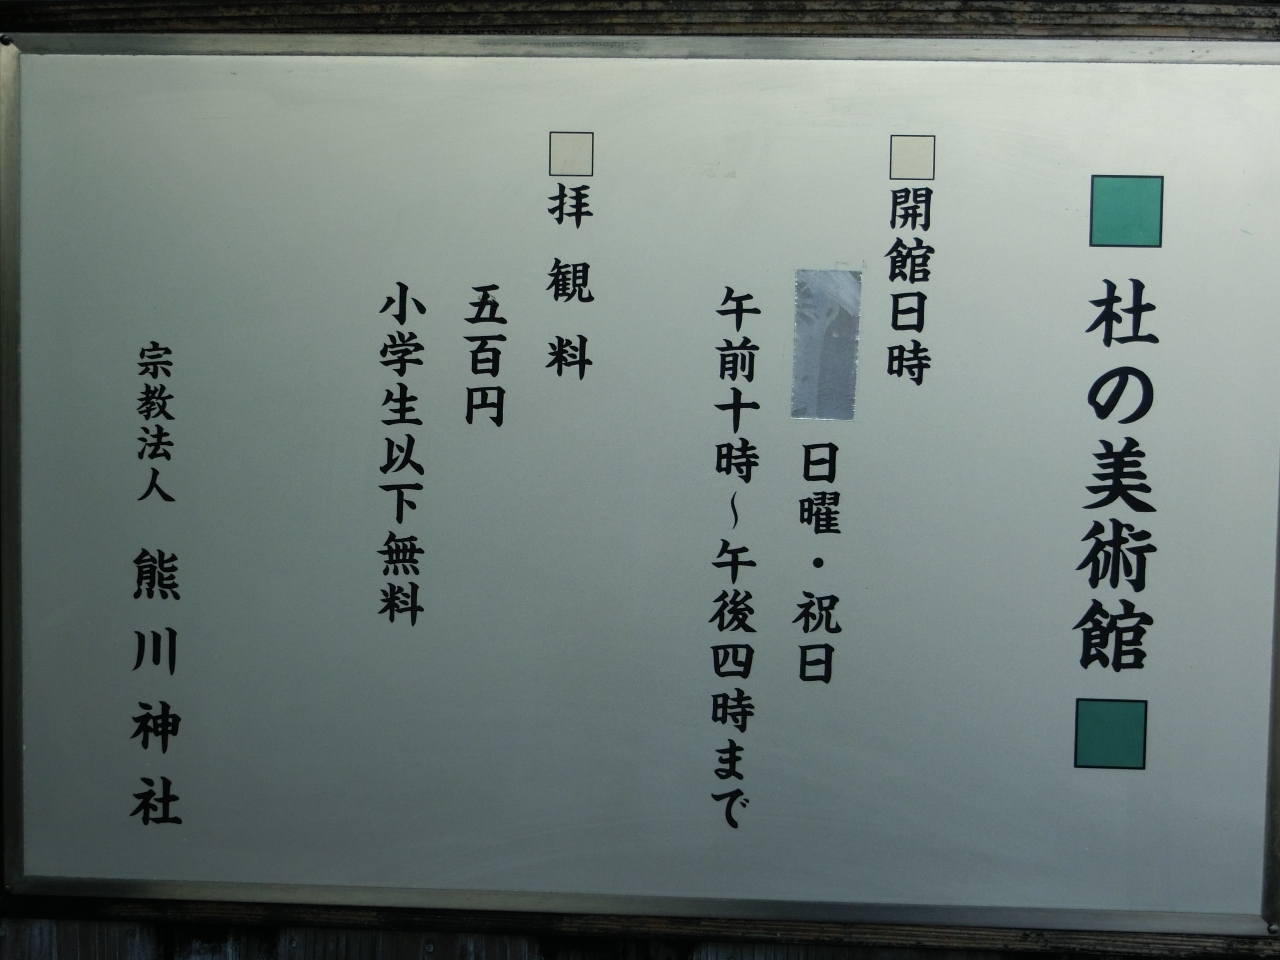 杜の美術館
開館日時
日曜・祝日
午前十時～午後四時まで
拝観料
五百円
小学生以下無料
宗教法人 熊川神社